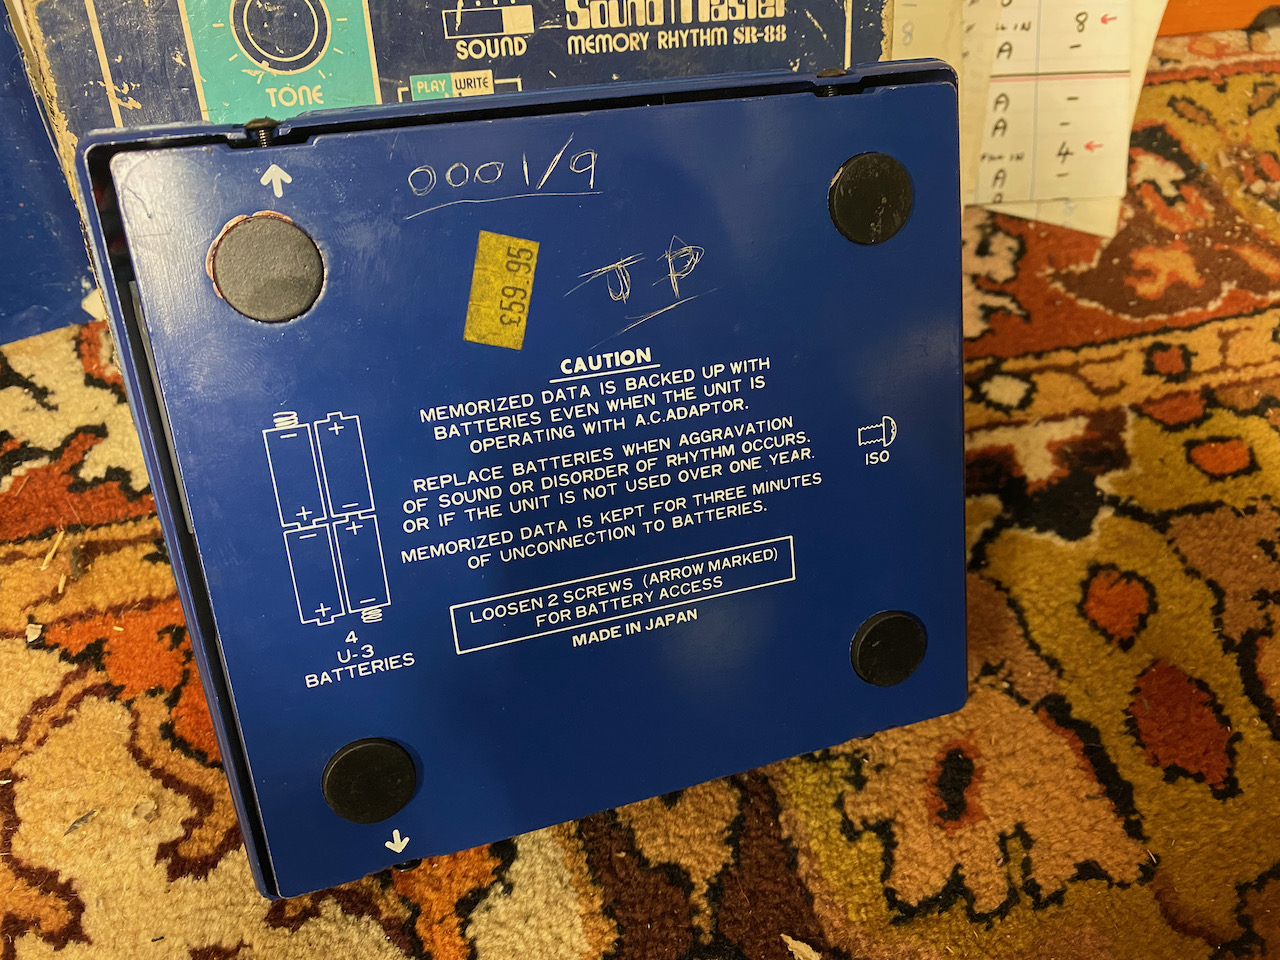 SOUND
Sound Master
MEMORY RHYTHM SR-88
TONE
PLAY WRITE
8 ←
A -
A -
A -
FILL IN 4 ←
A -
0001/9
JP
£59.95
CAUTION
MEMORIZED DATA IS BACKED UP WITH
BATTERIES EVEN WHEN THE UNIT IS
OPERATING WITH A.C.ADAPTOR.
REPLACE BATTERIES WHEN AGGRAVATION
OF SOUND OR DISORDER OF RHYTHM OCCURS.
OR IF THE UNIT IS NOT USED OVER ONE YEAR.
MEMORIZED DATA IS KEPT FOR THREE MINUTES
OF UNCONNECTION TO BATTERIES.
LOOSEN 2 SCREWS (ARROW MARKED)
FOR BATTERY ACCESS
MADE IN JAPAN
4
U-3
BATTERIES
ISO